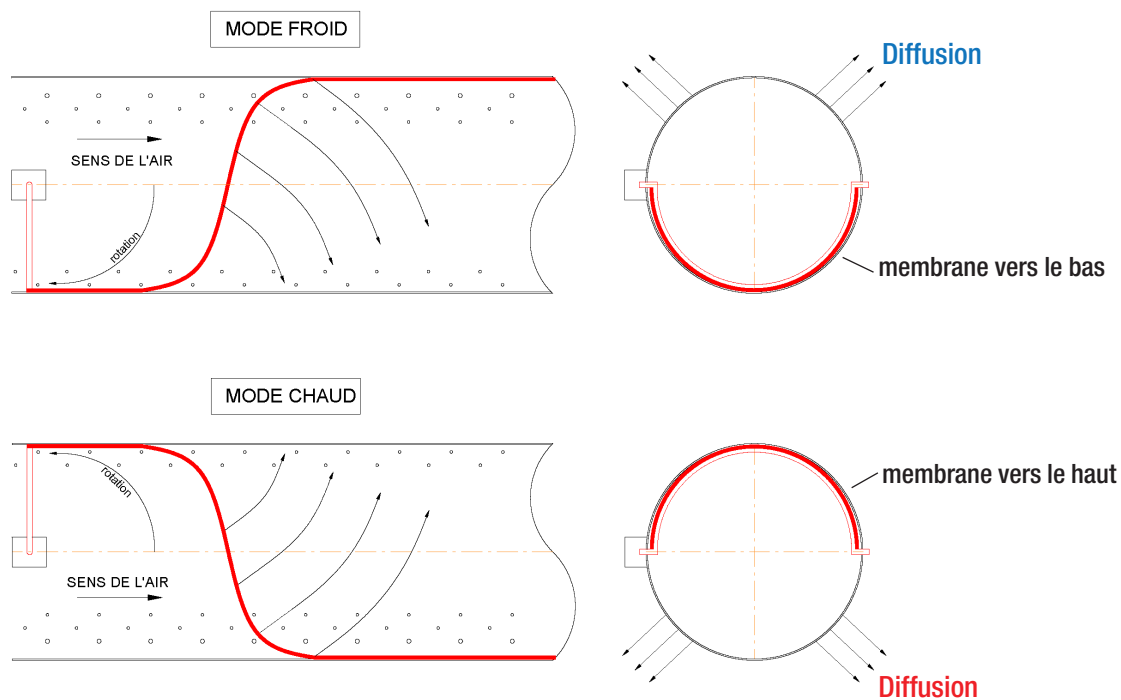 MODE FROID
Diffusion
SENS DE L'AIR
rotation
membrane vers le bas
MODE CHAUD
rotation
membrane vers le haut
SENS DE L'AIR
Diffusion